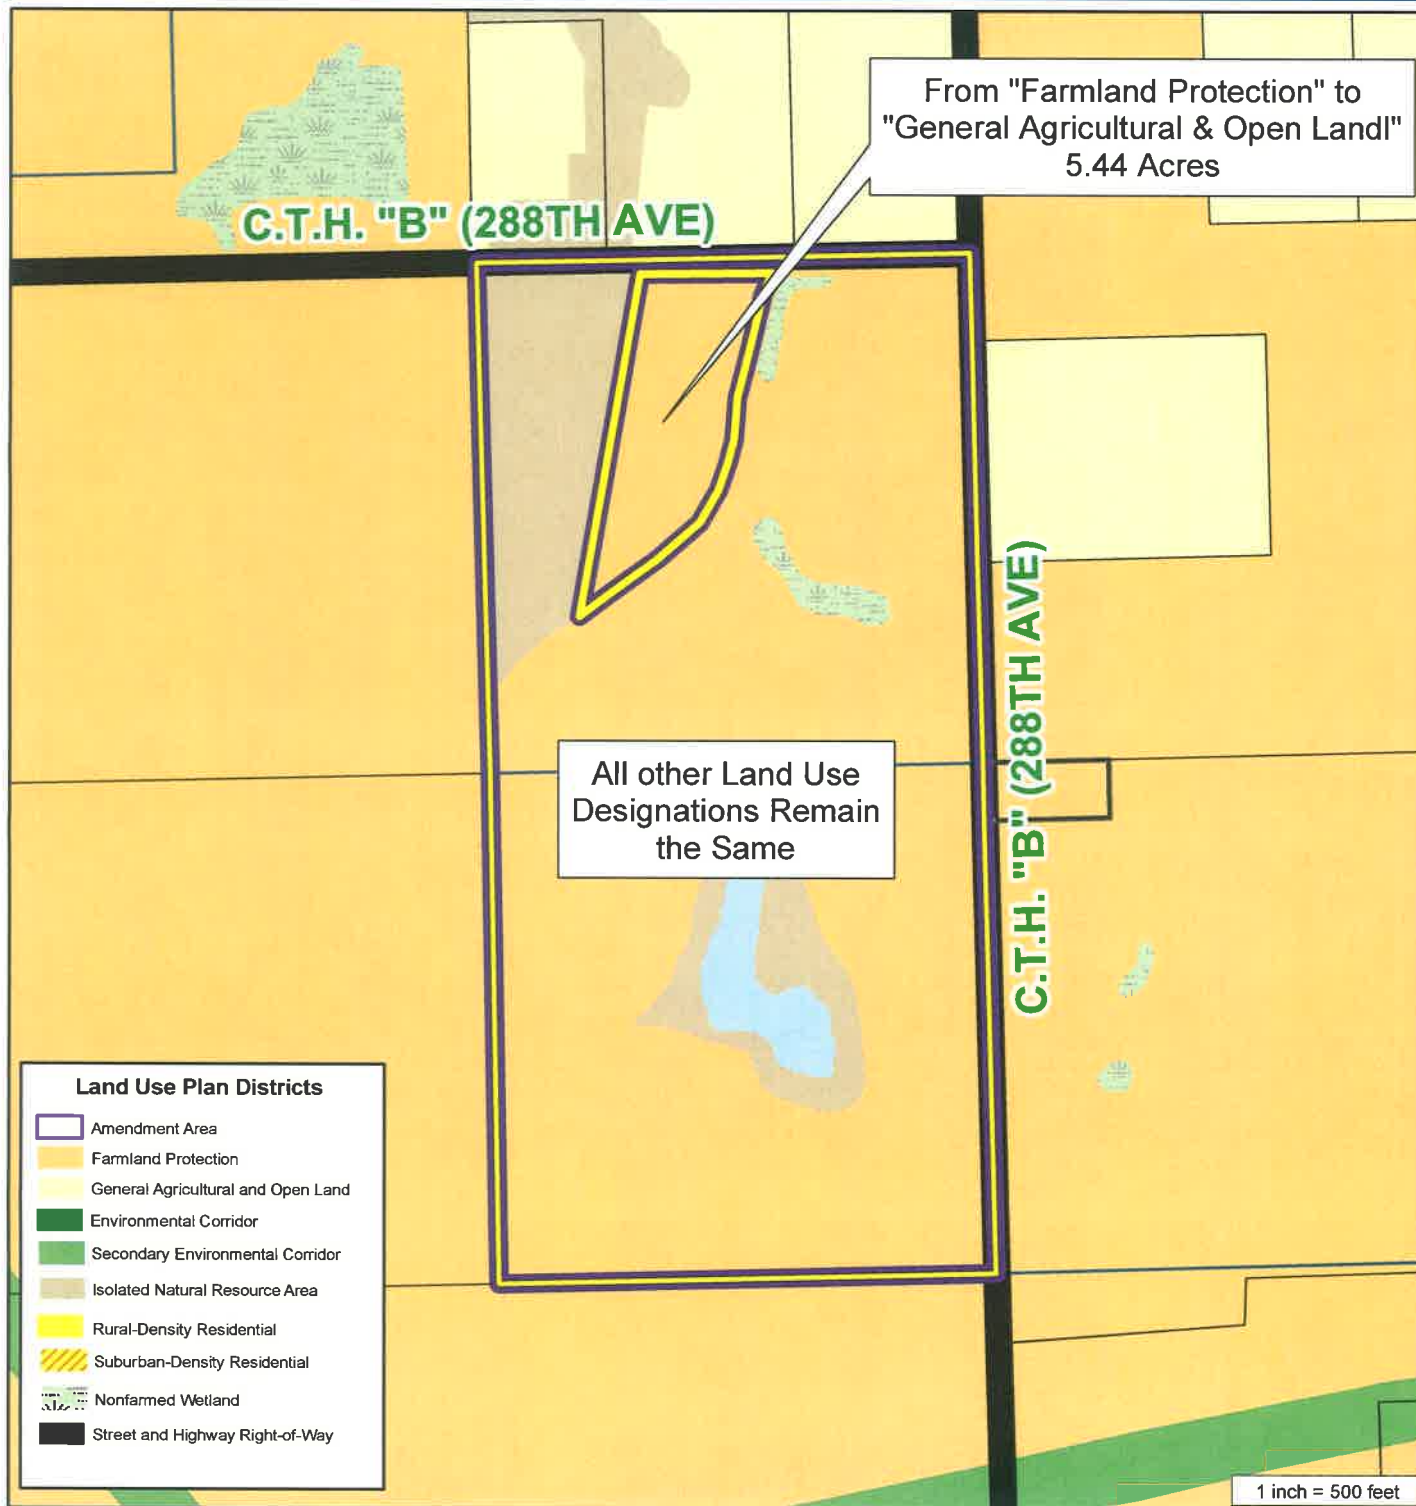 From "Farmland Protection" to
"General Agricultural & Open Landl"
5.44 Acres
C.T.H. "B" (288TH AVE)
C.T.H. "B" (288TH AVE)
All other Land Use
Designations Remain
the Same
Land Use Plan Districts
Amendment Area
Farmland Protection
General Agricultural and Open Land
Environmental Corridor
Secondary Environmental Corridor
Isolated Natural Resource Area
Rural-Density Residential
Suburban-Density Residential
Nonfarmed Wetland
Street and Highway Right-of-Way
1 inch = 500 feet